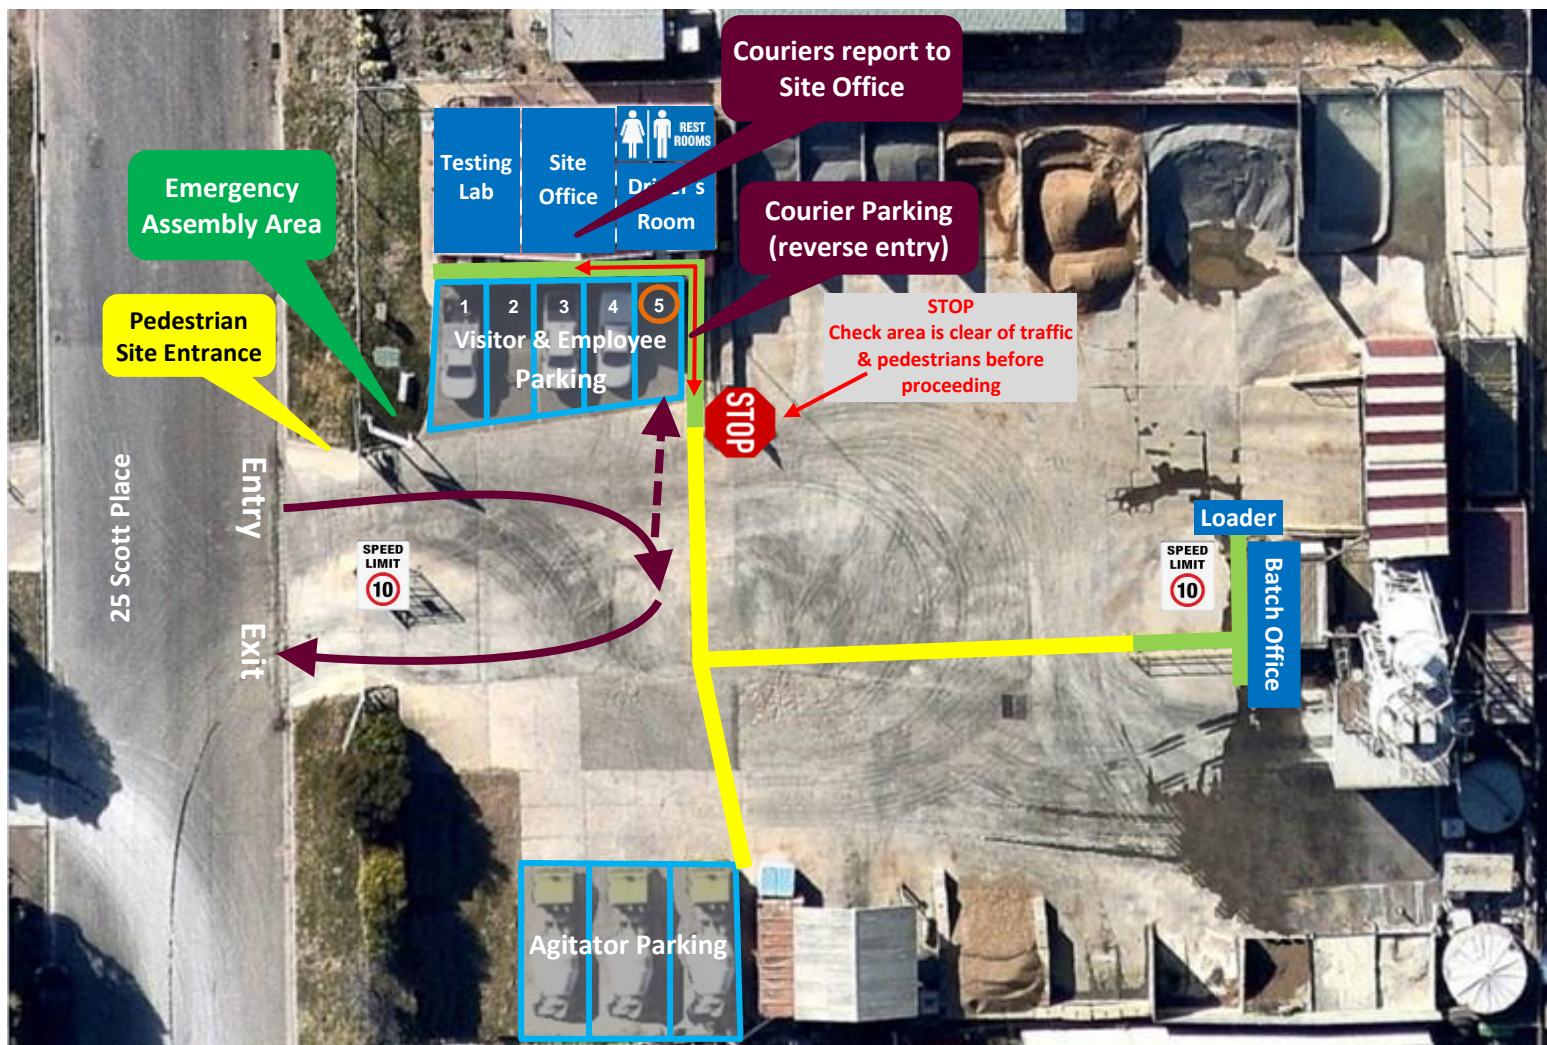 Couriers report to
Site Office
REST
ROOMS
Testing
Lab
Site
Office
Driver's
Room
Emergency
Assembly Area
Courier Parking
(reverse entry)
Pedestrian
Site Entrance
1
2
3
4
5
Visitor & Employee
Parking
STOP
Check area is clear of traffic
& pedestrians before
proceeding
STOP
25 Scott Place
Entry
Exit
SPEED
LIMIT
10
Loader
SPEED
LIMIT
10
Batch Office
Agitator Parking